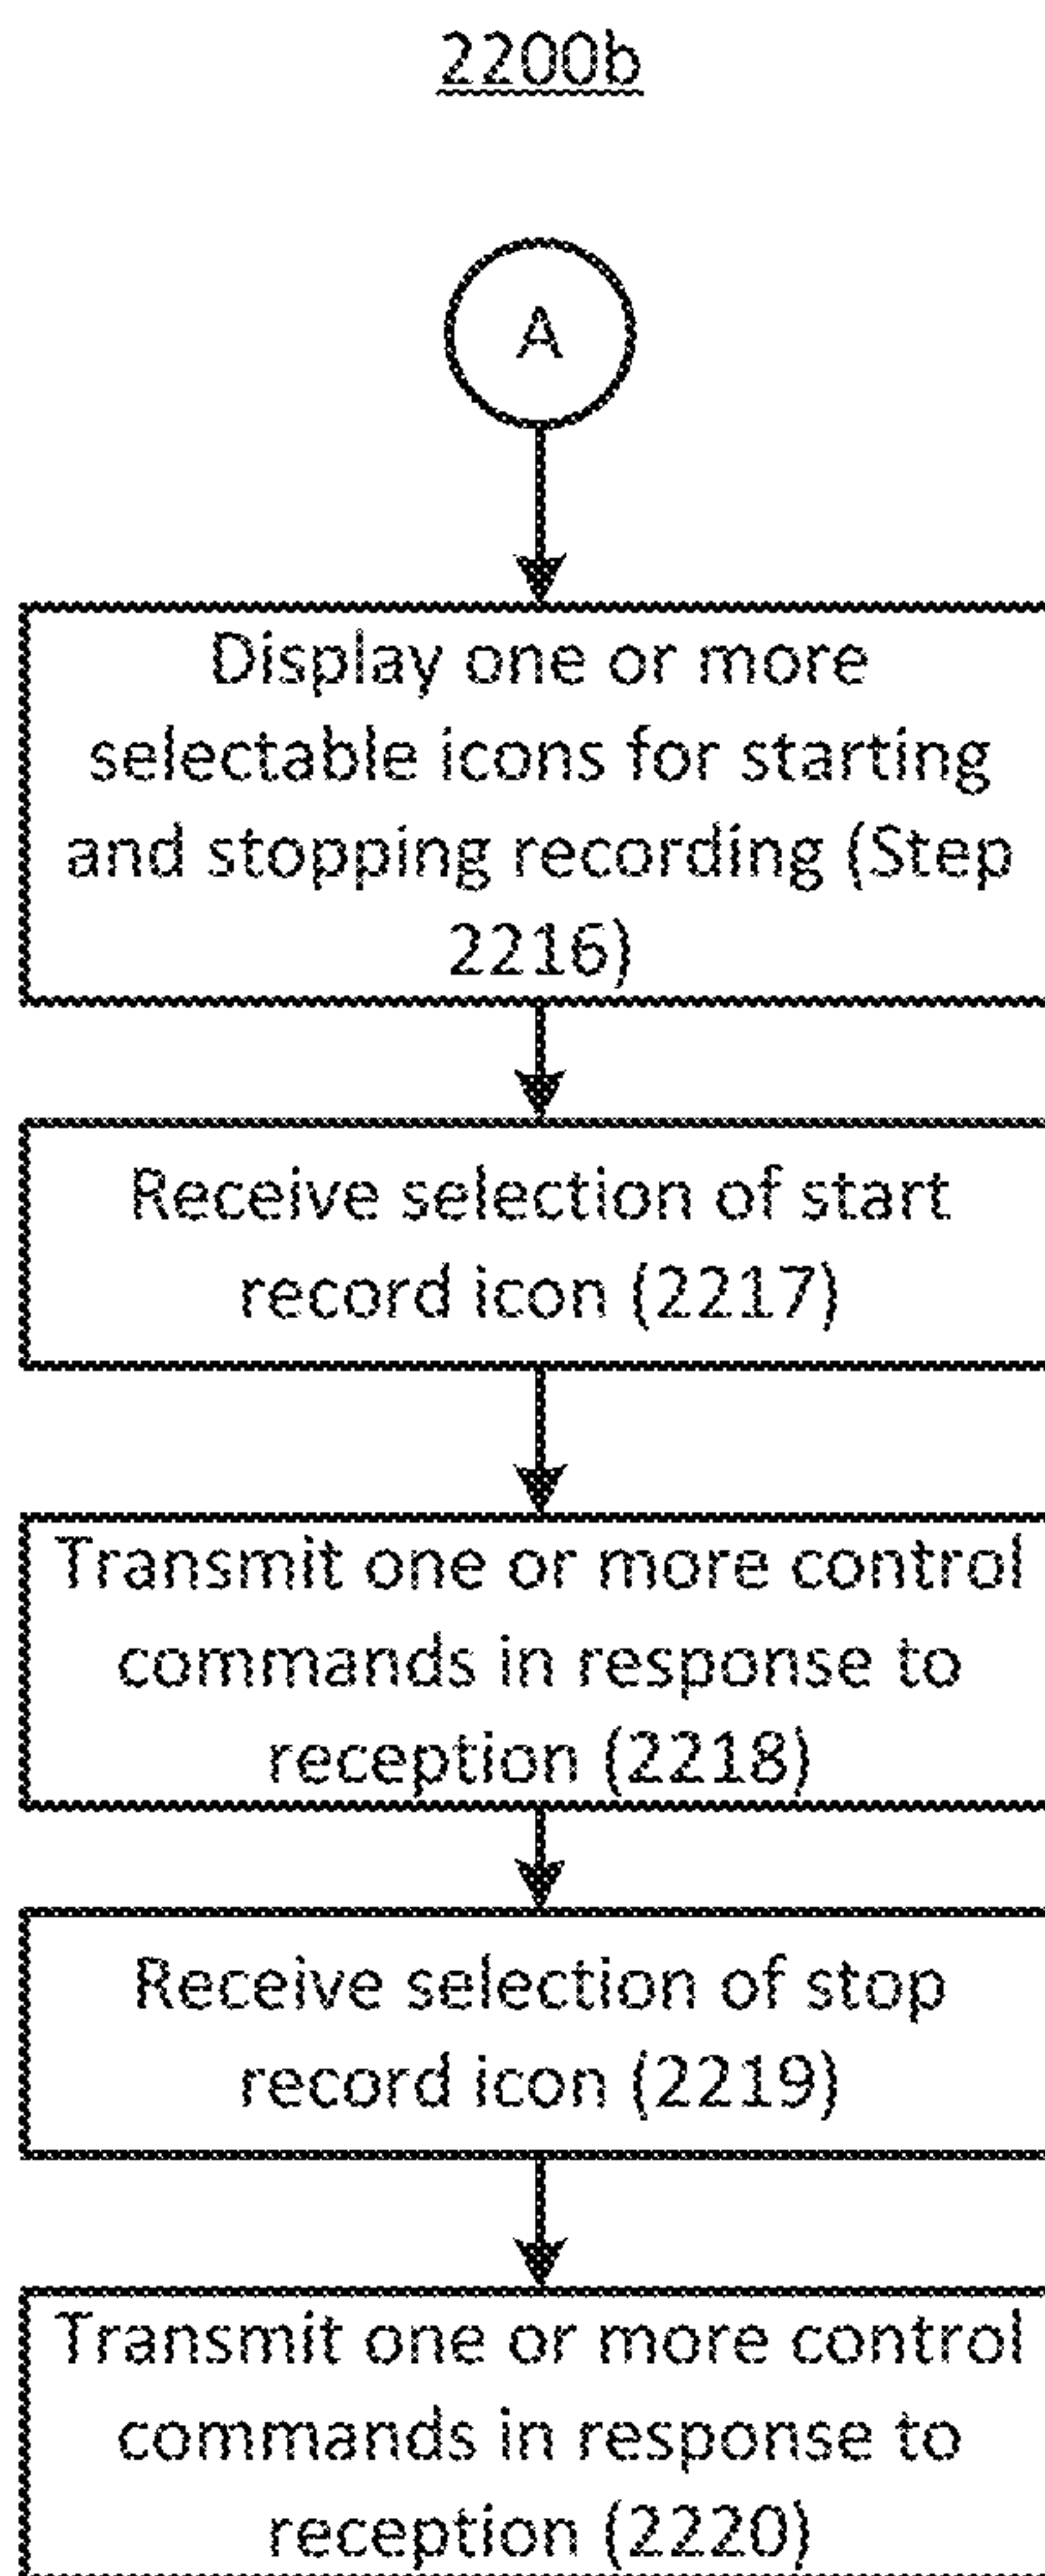 2200b
A
Display one or more
selectable icons for starting
and stopping recording (Step
2216)
Receive selection of start
record icon (2217)
Transmit one or more control
commands in response to
reception (2218)
Receive selection of stop
record icon (2219)
Transmit one or more control
commands in response to
reception (2220)